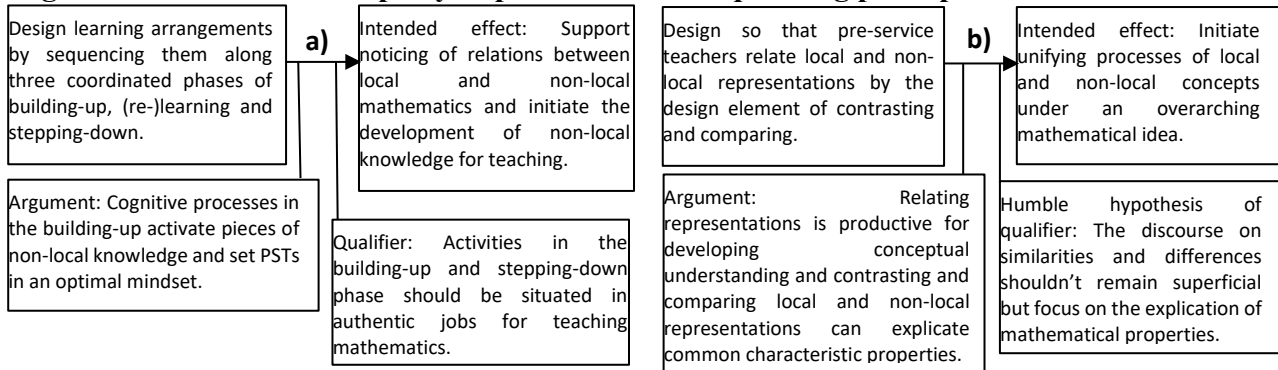 Design learning arrangements
by sequencing them along
three coordinated phases of
building-up, (re-)learning and
stepping-down.
a)
Intended effect: Support
noticing of relations between
local and non-local
mathematics and initiate the
development of non-local
knowledge for teaching.
Argument: Cognitive processes in
the building-up activate pieces of
non-local knowledge and set PSTs
in an optimal mindset.
Qualifier: Activities in the
building-up and stepping-down
phase should be situated in
authentic jobs for teaching
mathematics.
Design so that pre-service
teachers relate local and non-
local representations by the
design element of contrasting
and comparing.
b)
Intended effect: Initiate
unifying processes of local
and non-local concepts
under an overarching
mathematical idea.
Argument: Relating
representations is productive for
developing conceptual
understanding and contrasting and
comparing local and non-local
representations can explicate
common characteristic properties.
Humble hypothesis of
qualifier: The discourse on
similarities and differences
shouldn't remain superficial
but focus on the explication of
mathematical properties.